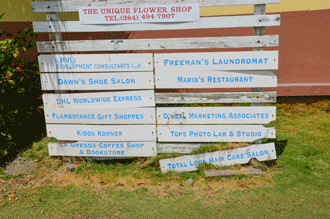 THE UNIQUE FLOWER SHOP
TEL: (284) 494 7907
DEVELOPMENT CONSULTANTS L.D.
DAWN'S SHOE SALON
DHL WORLDWIDE EXPRESS
FLAMBOYANCE GIFT SHOPPES
KIDDS KORNER
GREGGS COFFEE SHOP
& BOOKSTORE
FREEMAN'S LAUNDROMAT
MARIO'S RESTAURANT
O'NEAL MARKETING ASSOCIATES
TOPS PHOTO LAB & STUDIO
TOTAL LOOK HAIR CARE SALON